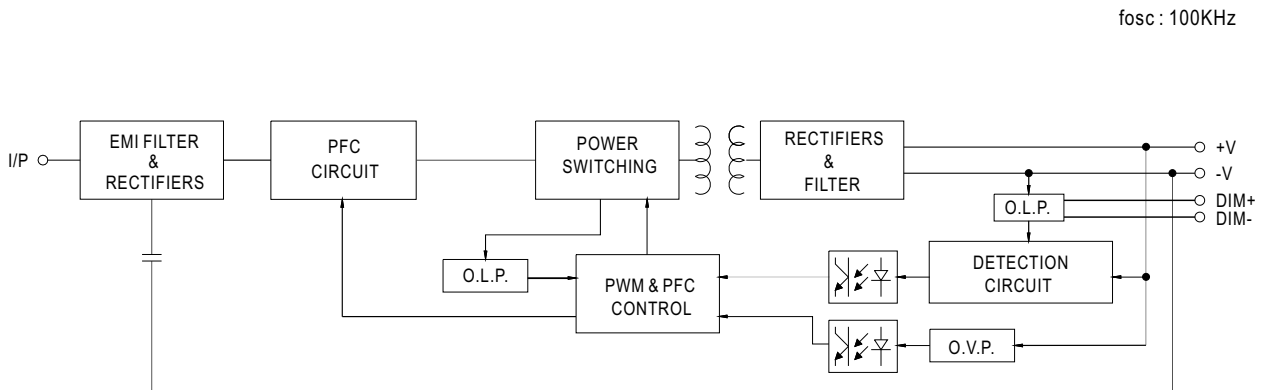 fosc : 100KHz
I/P
EMI FILTER
&
RECTIFIERS
PFC
CIRCUIT
POWER
SWITCHING
RECTIFIERS
&
FILTER
+V
-V
O.L.P.
DIM+
DIM-
O.L.P.
PWM & PFC
CONTROL
DETECTION
CIRCUIT
O.V.P.